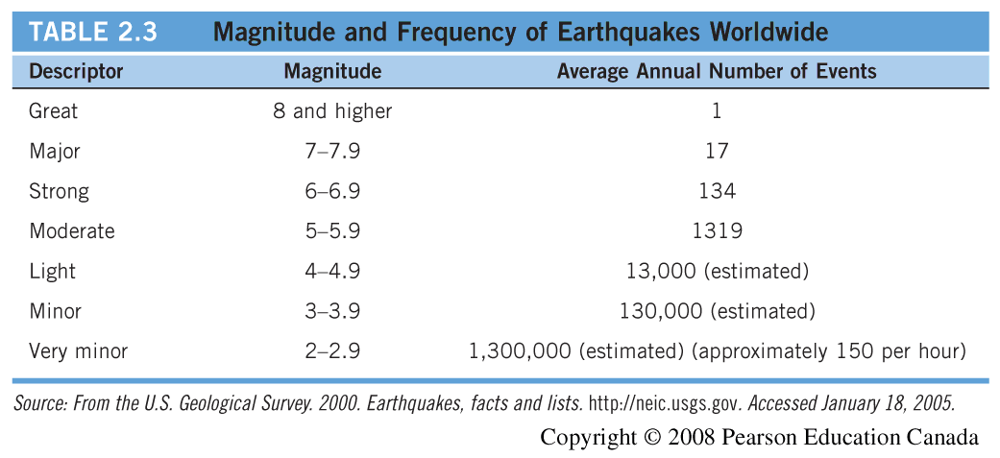 TABLE 2.3 Magnitude and Frequency of Earthquakes Worldwide
Descriptor Magnitude Average Annual Number of Events
Great 8 and higher 1
Major 7–7.9 17
Strong 6–6.9 134
Moderate 5–5.9 1319
Light 4–4.9 13,000 (estimated)
Minor 3–3.9 130,000 (estimated)
Very minor 2–2.9 1,300,000 (estimated) (approximately 150 per hour)
Source: From the U.S. Geological Survey. 2000. Earthquakes, facts and lists. http://neic.usgs.gov. Accessed January 18, 2005.
Copyright © 2008 Pearson Education Canada